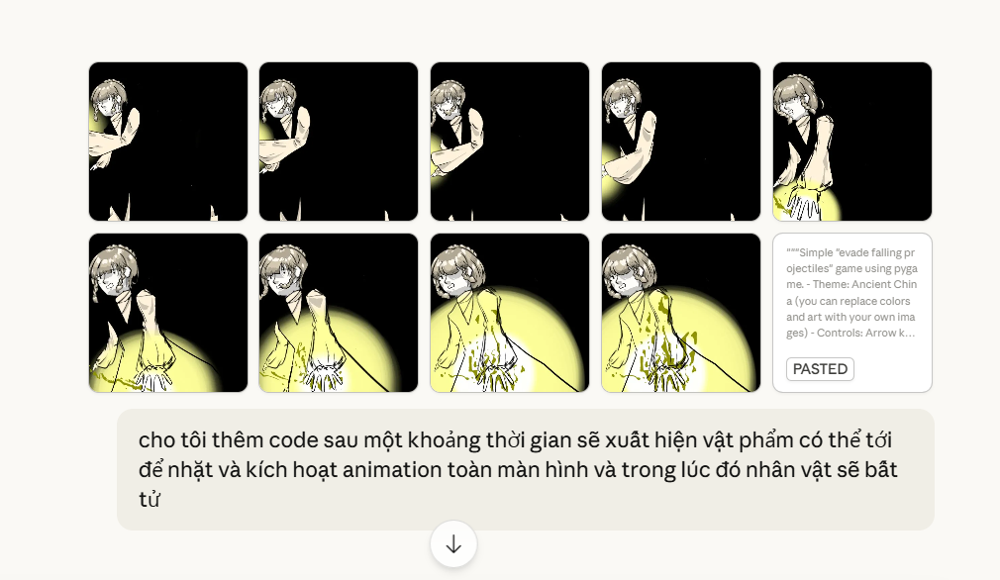 """Simple "evade falling pr
ojectiles" game using pyga
me. - Theme: Ancient Chin
a (you can replace colors
and art with your own ima
ges) - Controls: Arrow k...
PASTED
cho tôi thêm code sau một khoảng thời gian sẽ xuất hiện vật phẩm có thể tới
để nhặt và kích hoạt animation toàn màn hình và trong lúc đó nhân vật sẽ bất
tử